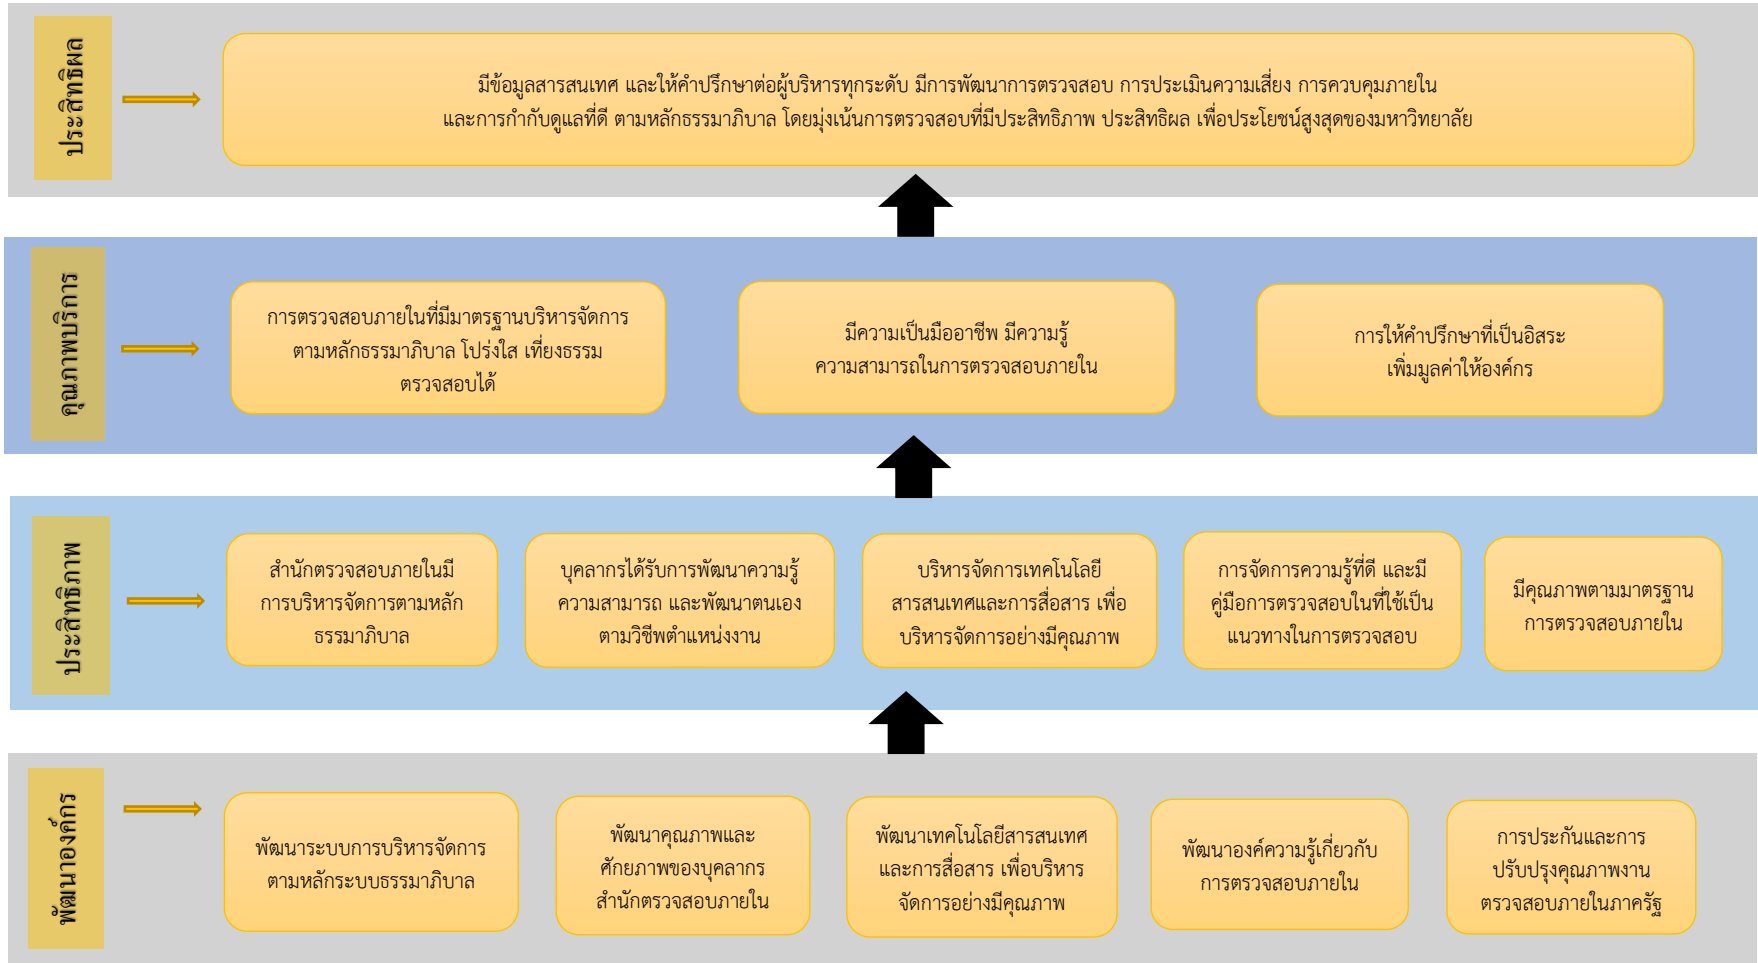 ประสิทธิผล
มีข้อมูลสารสนเทศ และให้คำปรึกษาต่อผู้บริหารทุกระดับ มีการพัฒนาการตรวจสอบ การประเมินความเสี่ยง การควบคุมภายใน
และการกำกับดูแลที่ดี ตามหลักธรรมาภิบาล โดยมุ่งเน้นการตรวจสอบที่มีประสิทธิภาพ ประสิทธิผล เพื่อประโยชน์สูงสุดของมหาวิทยาลัย
คุณภาพบริการ
การตรวจสอบภายในที่มีมาตรฐานบริหารจัดการ
ตามหลักธรรมาภิบาล โปร่งใส เที่ยงธรรม
ตรวจสอบได้
มีความเป็นมืออาชีพ มีความรู้
ความสามารถในการตรวจสอบภายใน
การให้คำปรึกษาที่เป็นอิสระ
เพิ่มมูลค่าให้องค์กร
ประสิทธิภาพ
สำนักตรวจสอบภายในมี
การบริหารจัดการตามหลัก
ธรรมาภิบาล
บุคลากรได้รับการพัฒนาความรู้
ความสามารถ และพัฒนาตนเอง
ตามวิชีพตำแหน่งงาน
บริหารจัดการเทคโนโลยี
สารสนเทศและการสื่อสาร เพื่อ
บริหารจัดการอย่างมีคุณภาพ
การจัดการความรู้ที่ดี และมี
คู่มือการตรวจสอบในที่ใช้เป็น
แนวทางในการตรวจสอบ
มีคุณภาพตามมาตรฐาน
การตรวจสอบภายใน
พัฒนาองค์กร
พัฒนาระบบการบริหารจัดการ
ตามหลักระบบธรรมาภิบาล
พัฒนาคุณภาพและ
ศักยภาพของบุคลากร
สำนักตรวจสอบภายใน
พัฒนาเทคโนโลยีสารสนเทศ
และการสื่อสาร เพื่อบริหาร
จัดการอย่างมีคุณภาพ
พัฒนาองค์ความรู้เกี่ยวกับ
การตรวจสอบภายใน
การประกันและการ
ปรับปรุงคุณภาพงาน
ตรวจสอบภายในภาครัฐ